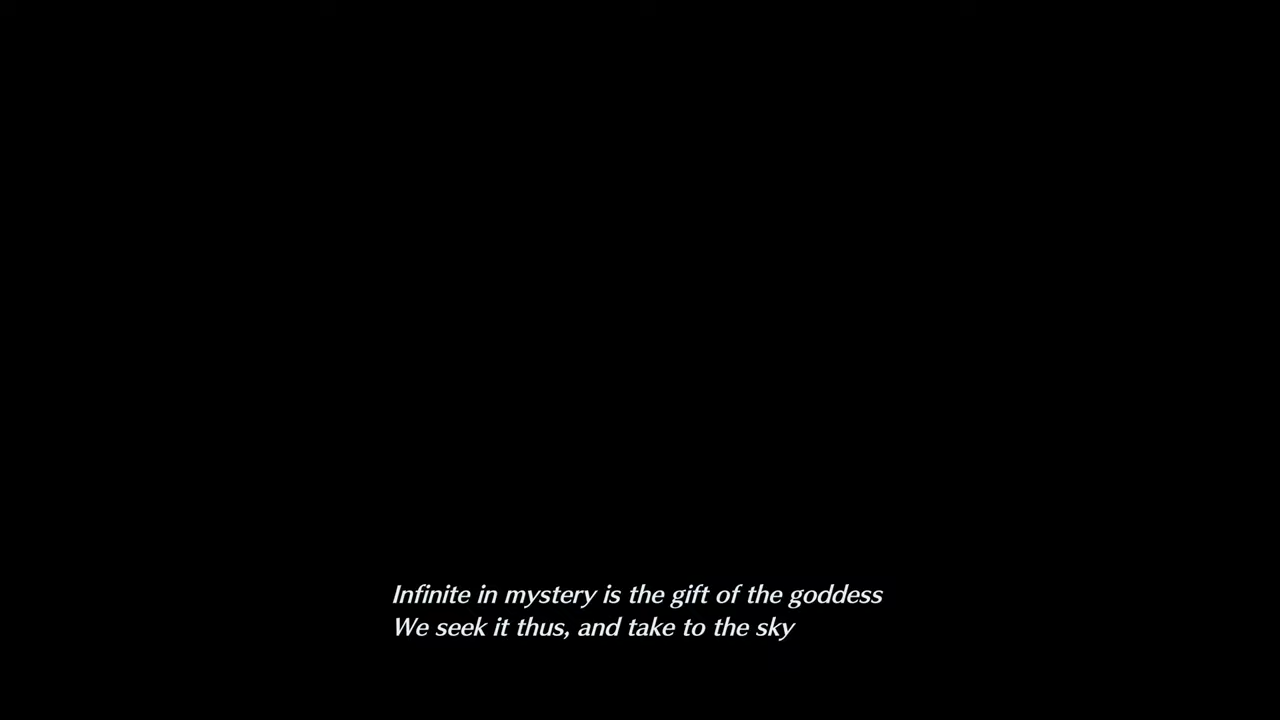 Infinite in mystery is the gift of the goddess
We seek it thus, and take to the sky